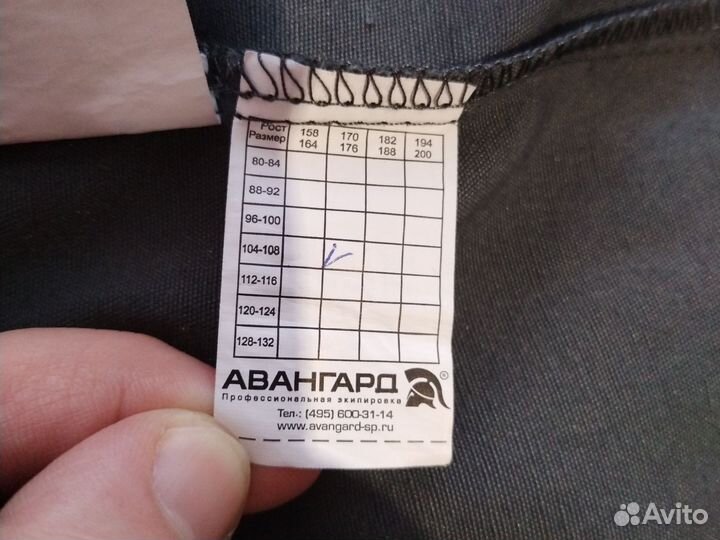 Рост 158 170 182 194
Размер 164 176 188 200
80-84
88-92
96-100
104-108
112-116
120-124
128-132
АВАНГАРД ®
Профессиональная экипировка
Тел.: (495) 600-31-14
www.avangard-sp.ru
Avito